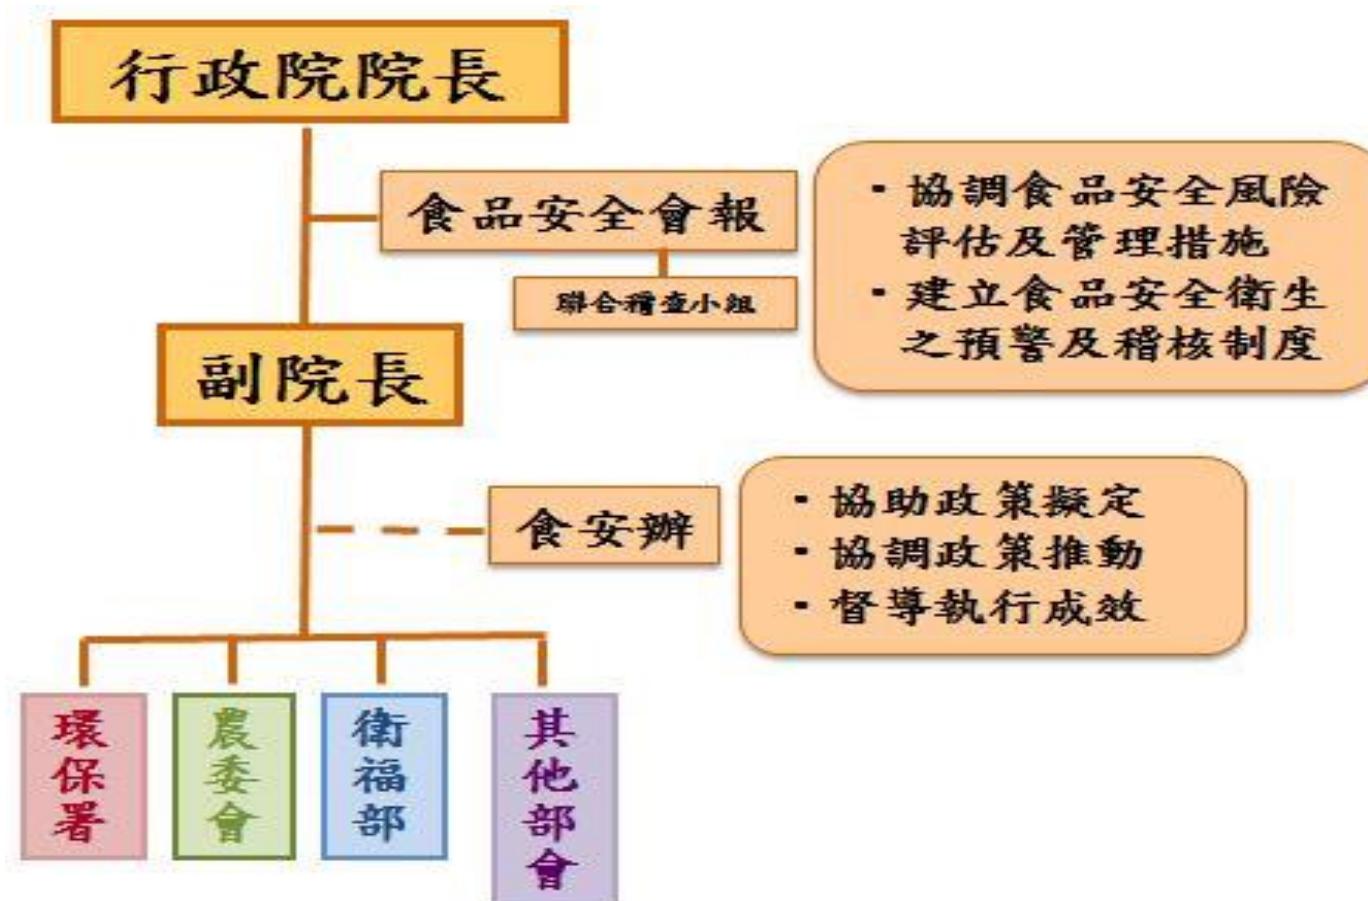 行政院院長
食品安全會報
聯合稽查小組
・協調食品安全風險
評估及管理措施
・建立食品安全衛生
之預警及稽核制度
副院長
食安辦
・協助政策擬定
・協調政策推動
・督導執行成效
環保署
農委會
衛福部
其他部會